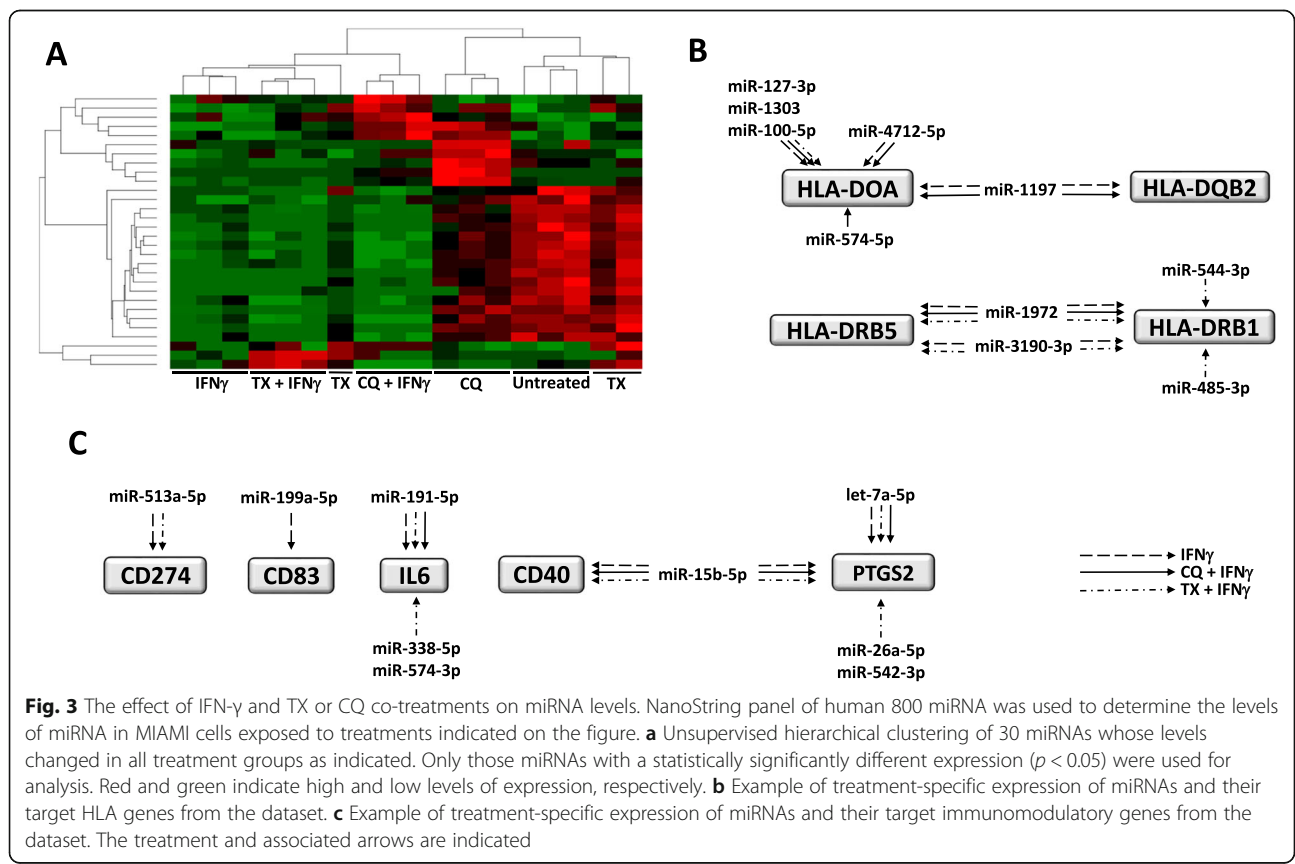 A
B
miR-127-3p
miR-1303
miR-100-5p
miR-4712-5p
HLA-DOA
miR-1197
HLA-DQB2
miR-574-5p
miR-544-3p
HLA-DRB5
miR-1972
miR-3190-3p
HLA-DRB1
miR-485-3p
IFNγ
TX + IFNγ
TX
CQ + IFNγ
CQ
Untreated
TX
C
miR-513a-5p
miR-199a-5p
miR-191-5p
let-7a-5p
CD274
CD83
IL6
CD40
miR-15b-5p
PTGS2
miR-338-5p
miR-574-3p
miR-26a-5p
miR-542-3p
IFNγ
CQ + IFNγ
TX + IFNγ
Fig. 3 The effect of IFN-γ and TX or CQ co-treatments on miRNA levels. NanoString panel of human 800 miRNA was used to determine the levels
of miRNA in MIAMI cells exposed to treatments indicated on the figure. a Unsupervised hierarchical clustering of 30 miRNAs whose levels
changed in all treatment groups as indicated. Only those miRNAs with a statistically significantly different expression (p < 0.05) were used for
analysis. Red and green indicate high and low levels of expression, respectively. b Example of treatment-specific expression of miRNAs and their
target HLA genes from the dataset. c Example of treatment-specific expression of miRNAs and their target immunomodulatory genes from the
dataset. The treatment and associated arrows are indicated